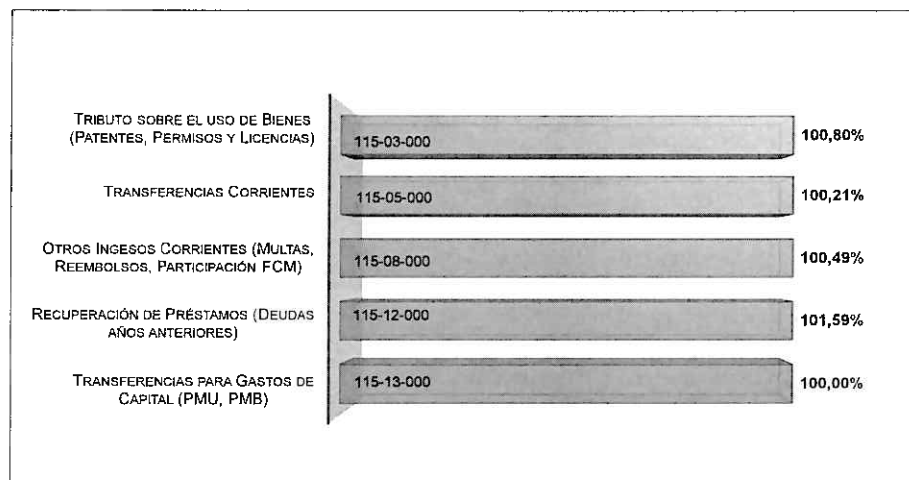 TRIBUTO SOBRE EL USO DE BIENES
(PATENTES, PERMISOS Y LICENCIAS)
115-03-000
100,80%
TRANSFERENCIAS CORRIENTES
115-05-000
100,21%
OTROS INGESOS CORRIENTES (MULTAS,
REEMBOLSOS, PARTICIPACIÓN FCM)
115-08-000
100,49%
RECUPERACIÓN DE PRÉSTAMOS (DEUDAS
AÑOS ANTERIORES)
115-12-000
101,59%
TRANSFERENCIAS PARA GASTOS DE
CAPITAL (PMU, PMB)
115-13-000
100,00%